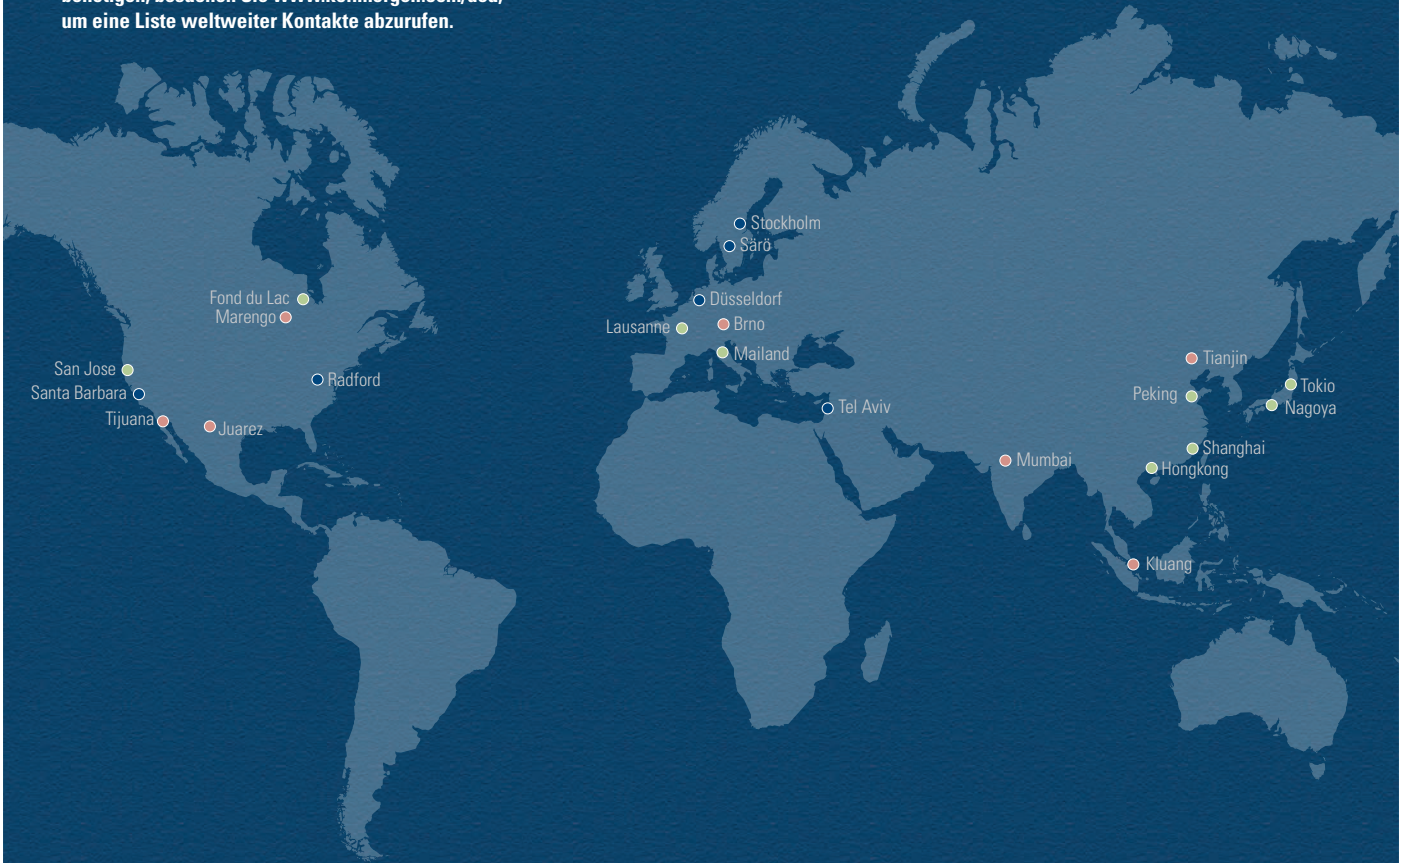 um eine Liste weltweiter Kontakte abzurufen.
Stockholm
Särö
Fond du Lac
Düsseldorf
Marengo
Lausanne
Brno
Mailand
Tianjin
San Jose
Radford
Tokio
Santa Barbara
Peking
Tel Aviv
Nagoya
Tijuana
Juarez
Shanghai
Mumbai
Hongkong
Kluang